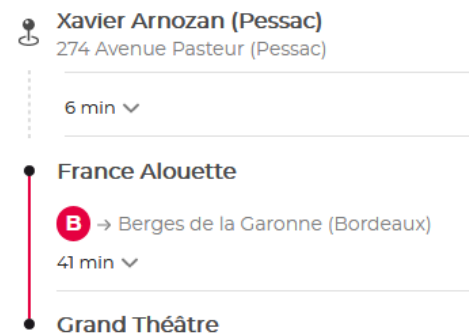 Xavier Arnozan (Pessac)
274 Avenue Pasteur (Pessac)
6 min
France Alouette
B → Berges de la Garonne (Bordeaux)
41 min
Grand Théâtre